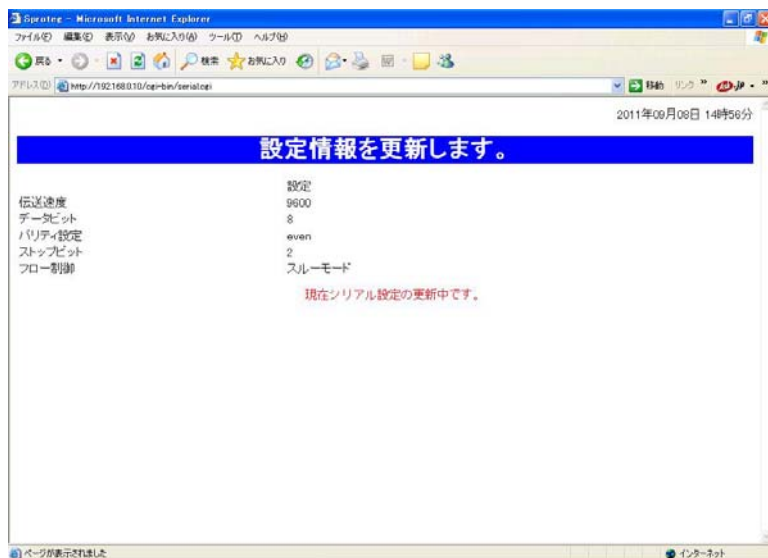 Sprotec - Microsoft Internet Explorer
ファイル(F) 編集(E) 表示(V) お気に入り(A) ツール(T) ヘルプ(H)
戻る 検索 お気に入り
アドレス(D) http://192.168.0.10/cgi-bin/serial.cgi 移動 リンク
2011年09月08日 14時56分
設定情報を更新します。
設定
伝送速度 9600
データビット 8
パリティ設定 even
ストップビット 2
フロー制御 スルーモード
現在シリアル設定の更新中です。
ページが表示されました インターネット